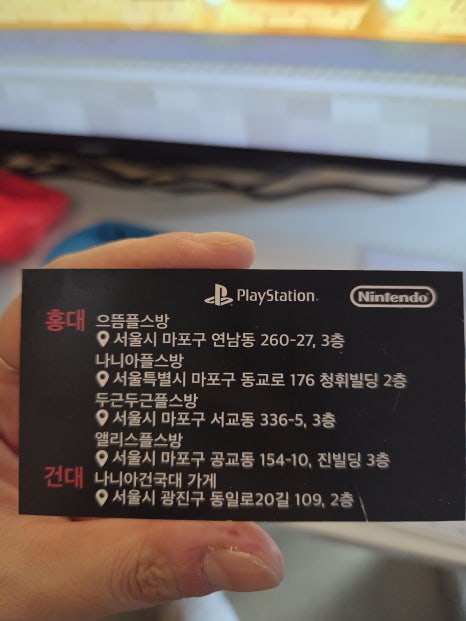 PlayStation Nintendo
홍대 으뜸플스방
서울시 마포구 연남동 260-27, 3층
나니아플스방
서울특별시 마포구 동교로 176 청휘빌딩 2층
두근두근플스방
서울시 마포구 서교동 336-5, 3층
앨리스플스방
서울시 마포구 공교동 154-10, 진빌딩 3층
건대 나니아건국대 가게
서울시 광진구 동일로20길 109, 2층